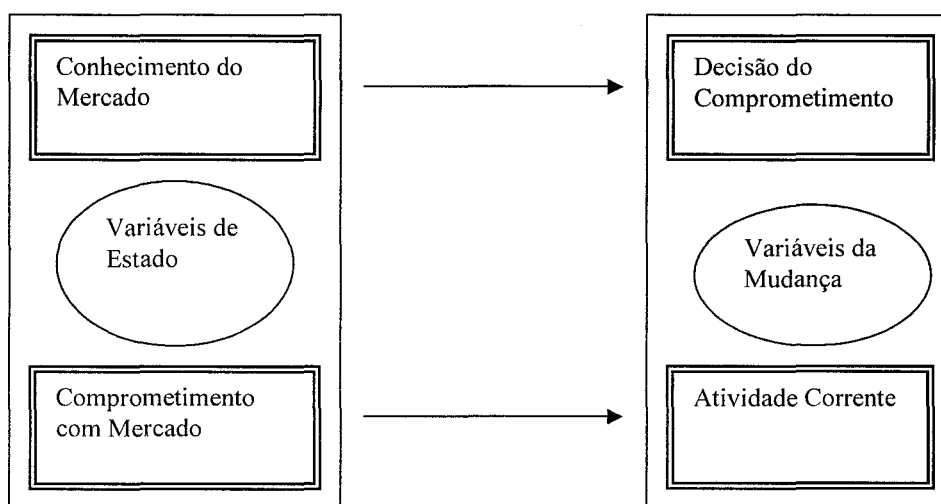 Conhecimento do
Mercado
Decisão do
Comprometimento
Variáveis de
Estado
Variáveis da
Mudança
Comprometimento
com Mercado
Atividade Corrente